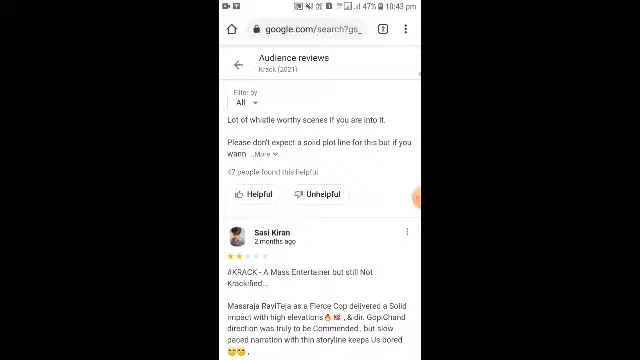 47% 10:43 pm
google.com/search?gs_
2
Audience reviews
Krack (2021)
Filter by
All
Lot of whistle worthy scenes if you are into it.
Please don't expect a solid plot line for this but if you
wann ...More
47 people found this helpful
Helpful
Unhelpful
Sasi Kiran
2 months ago
#KRACK - A Mass Entertainer but still Not
Krackified...
Massraja RaviTeja as a Fierce Cop delivered a Solid
impact with high elevations🔥 , & dir. GopiChand
direction was truly to be Commended , but slow
paced narration with thin storyline keeps Us bored
,